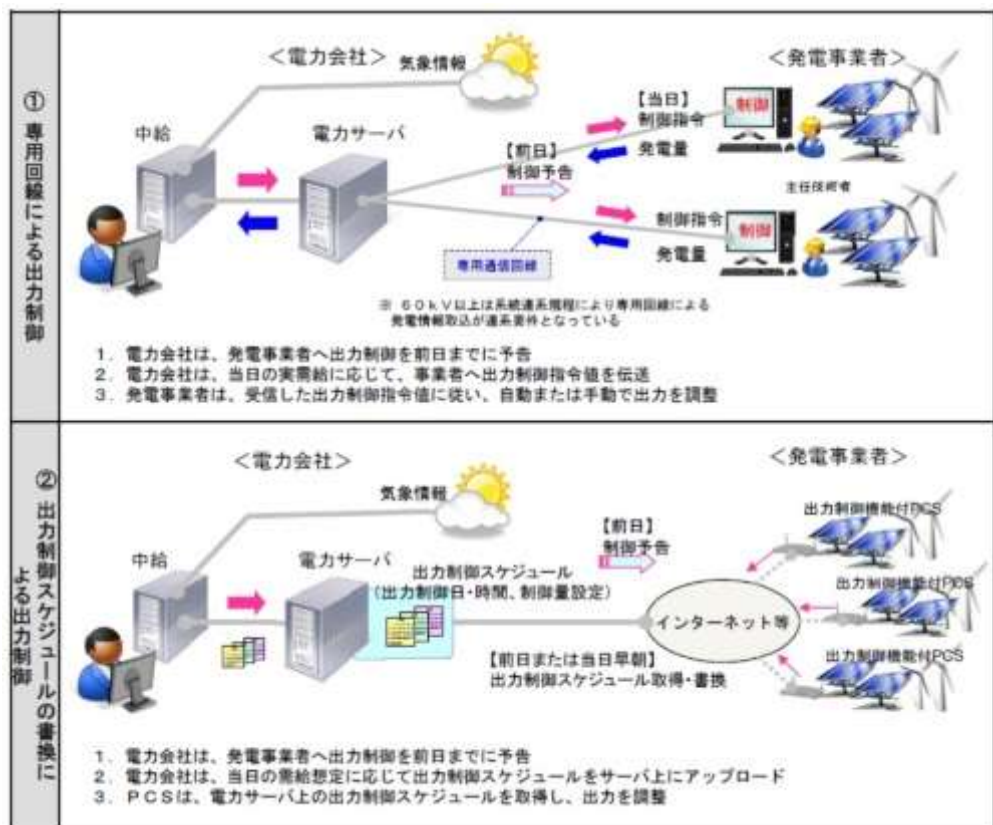 ① 専用回線による出力制御
＜電力会社＞
気象情報
＜発電事業者＞
中給
電力サーバ
【前日】
制御予告
【当日】
制御指令
発電量
制御
主任技術者
制御指令
発電量
制御
専用通信回線
※ ６０ｋＶ以上は系統連系規程により専用回線による
発電情報取込が連系要件となっている
１．電力会社は、発電事業者へ出力制御を前日までに予告
２．電力会社は、当日の実需給に応じて、事業者へ出力制御指令値を伝送
３．発電事業者は、受信した出力制御指令値に従い、自動または手動で出力を調整
② 出力制御スケジュールの書換に
よる出力制御
＜電力会社＞
気象情報
＜発電事業者＞
中給
電力サーバ
出力制御スケジュール
（出力制御日・時間、制御量設定）
【前日】
制御予告
インターネット等
出力制御機能付PCS
出力制御機能付PCS
出力制御機能付PCS
【前日または当日早朝】
出力制御スケジュール取得・書換
１．電力会社は、発電事業者へ出力制御を前日までに予告
２．電力会社は、当日の需給想定に応じて出力制御スケジュールをサーバ上にアップロード
３．ＰＣＳは、電力サーバ上の出力制御スケジュールを取得し、出力を調整